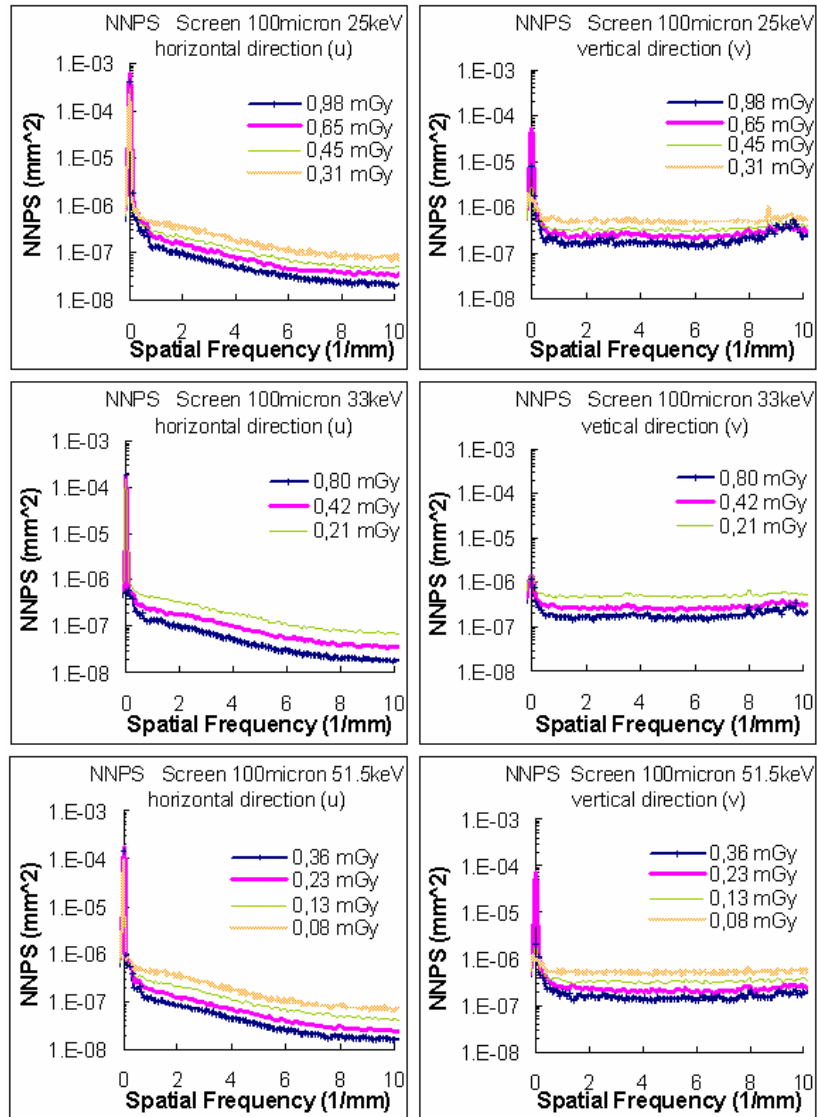 NNPS Screen 100micron 25keV
horizontal direction (u)
1.E-03
1.E-04
1.E-05
1.E-06
1.E-07
1.E-08
NNPS (mm^2)
0,98 mGy
0,65 mGy
0,45 mGy
0,31 mGy
0 2 4 6 8 10
Spatial Frequency (1/mm)
NNPS Screen 100micron 25keV
vertical direction (v)
1.E-03
1.E-04
1.E-05
1.E-06
1.E-07
1.E-08
NNPS (mm^2)
0,98 mGy
0,65 mGy
0,45 mGy
0,31 mGy
0 2 4 6 8 10
Spatial Frequency (1/mm)
NNPS Screen 100micron 33keV
horizontal direction (u)
1.E-03
1.E-04
1.E-05
1.E-06
1.E-07
1.E-08
NNPS (mm^2)
0,80 mGy
0,42 mGy
0,21 mGy
0 2 4 6 8 10
Spatial Frequency (1/mm)
NNPS Screen 100micron 33keV
vetical direction (v)
1.E-03
1.E-04
1.E-05
1.E-06
1.E-07
1.E-08
NNPS (mm^2)
0,80 mGy
0,42 mGy
0,21 mGy
0 2 4 6 8 10
Spatial Frequency (1/mm)
NNPS Screen 100micron 51.5keV
horizontal direction (u)
1.E-03
1.E-04
1.E-05
1.E-06
1.E-07
1.E-08
NNPS (mm^2)
0,36 mGy
0,23 mGy
0,13 mGy
0,08 mGy
0 2 4 6 8 10
Spatial Frequency (1/mm)
NNPS Screen 100micron 51.5keV
vertical direction (v)
1.E-03
1.E-04
1.E-05
1.E-06
1.E-07
1.E-08
NNPS (mm^2)
0,36 mGy
0,23 mGy
0,13 mGy
0,08 mGy
0 2 4 6 8 10
Spatial Frequency (1/mm)